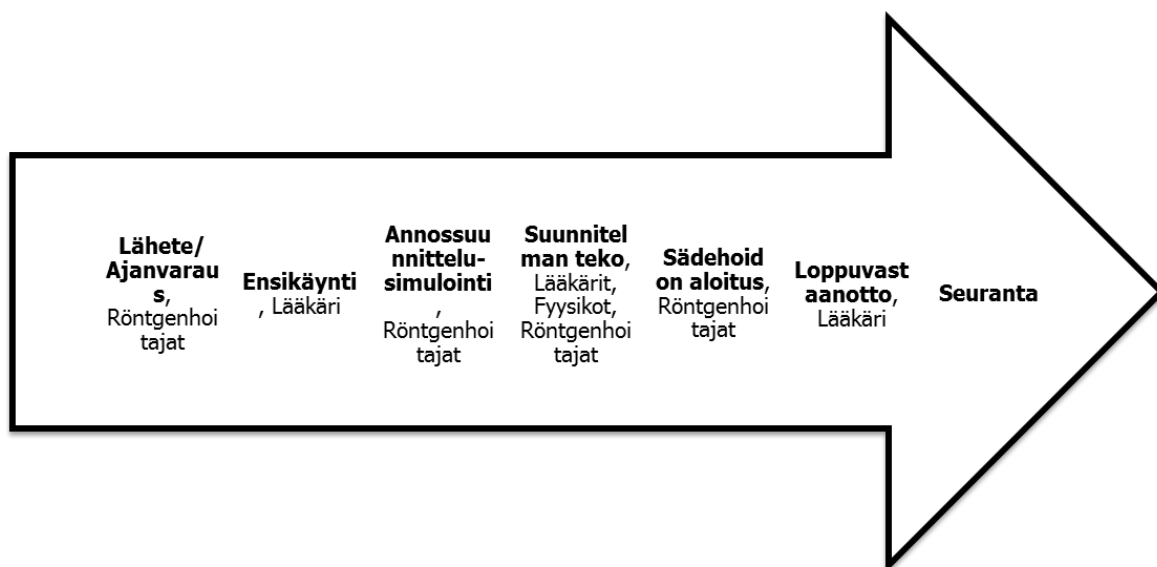 Lähete/
Ajanvarau
s,
Röntgenhoi
tajat
Ensikäynti
, Lääkäri
Annossuu
nnittelu-
simulointi
,
Röntgenhoi
tajat
Suunnitel
man teko,
Lääkärit,
Fyysikot,
Röntgenhoi
tajat
Sädehoid
on aloitus,
Röntgenhoi
tajat
Loppuvast
aanotto,
Lääkäri
Seuranta